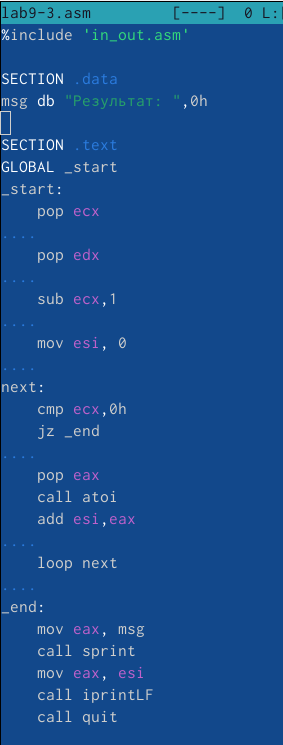 lab9-3.asm [----] 0 L:
%include 'in_out.asm'
SECTION .data
msg db "Результат: ",0h
SECTION .text
GLOBAL _start
_start:
pop ecx
....
pop edx
....
sub ecx,1
....
mov esi, 0
....
next:
cmp ecx,0h
jz _end
....
pop eax
call atoi
add esi,eax
....
loop next
....
_end:
mov eax, msg
call sprint
mov eax, esi
call iprintLF
call quit